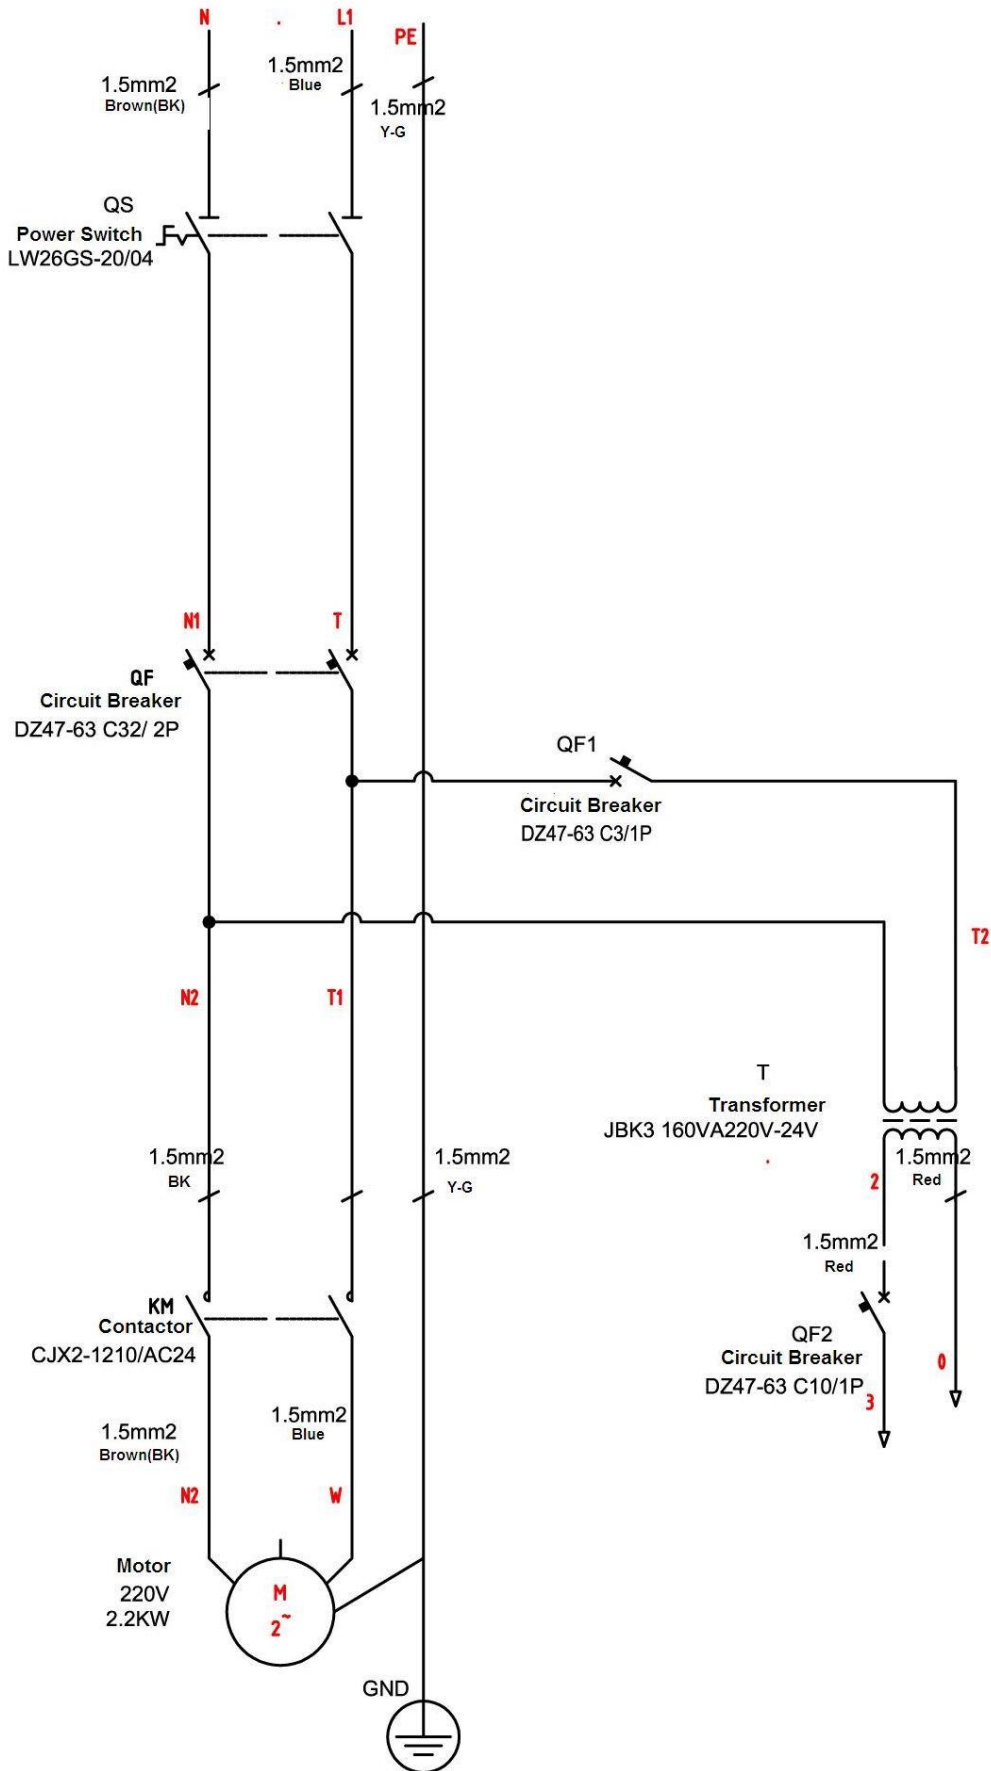 N
L1
PE
1.5mm2
Brown(BK)
1.5mm2
Blue
1.5mm2
Y-G
QS
Power Switch
LW26GS-20/04
N1
T
QF
Circuit Breaker
DZ47-63 C32/ 2P
QF1
Circuit Breaker
DZ47-63 C3/1P
T2
N2
T1
T
Transformer
JBK3 160VA220V-24V
1.5mm2
BK
1.5mm2
Y-G
2
1.5mm2
Red
1.5mm2
Red
KM
Contactor
CJX2-1210/AC24
QF2
Circuit Breaker
DZ47-63 C10/1P
0
3
1.5mm2
Brown(BK)
1.5mm2
Blue
N2
W
Motor
220V
2.2KW
M
2~
GND